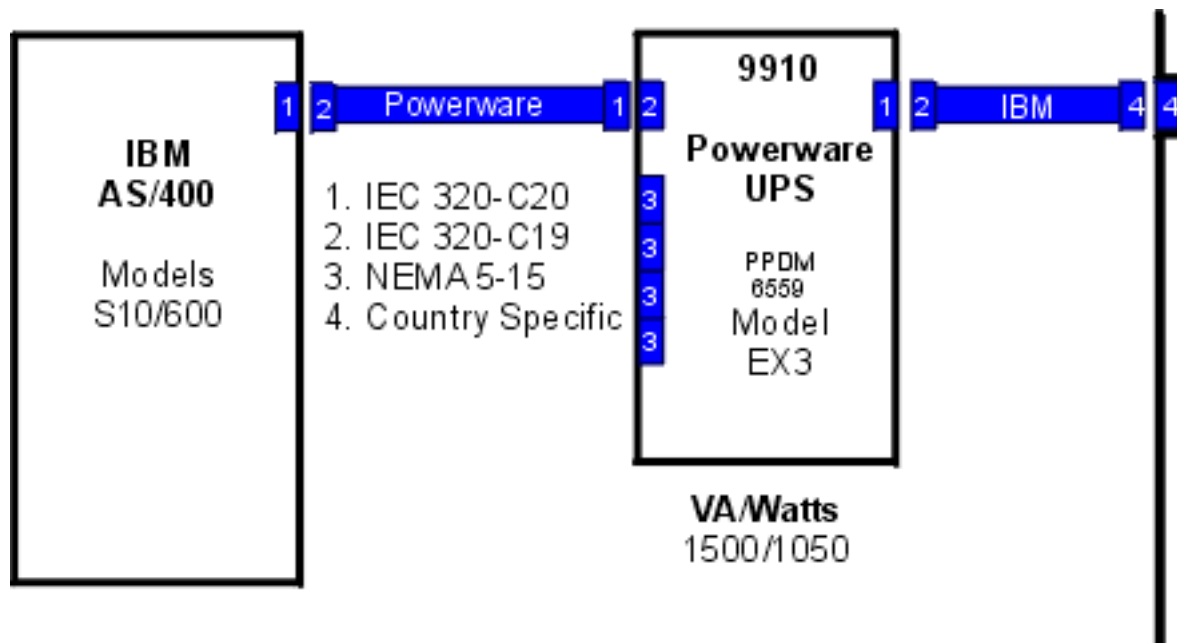 IBM
AS/400
Models
S10/600
1
2
Powerware
1
1. IEC 320-C20
2. IEC 320-C19
3. NEMA 5-15
4. Country Specific
2
3
3
3
3
9910
Powerware
UPS
PPDM
6559
Model
EX3
1
VA/Watts
1500/1050
2
IBM
4
4